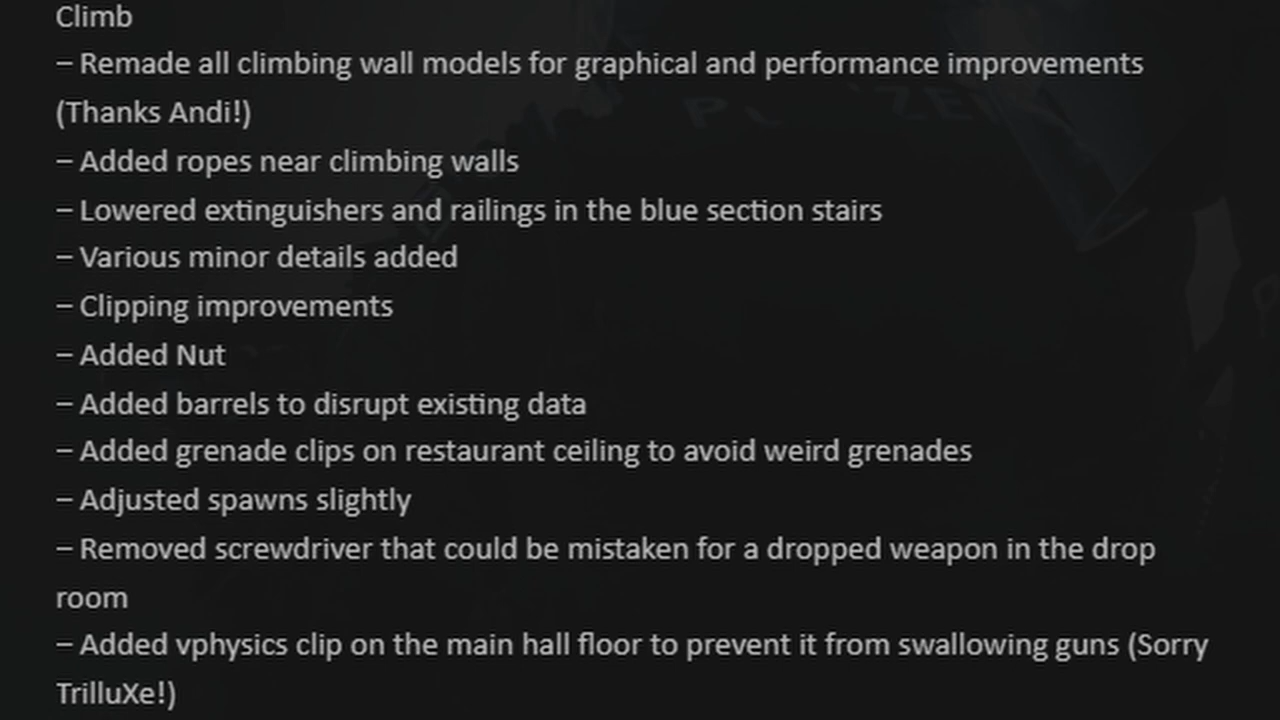 Climb
– Remade all climbing wall models for graphical and performance improvements
(Thanks Andi!)
– Added ropes near climbing walls
– Lowered extinguishers and railings in the blue section stairs
– Various minor details added
– Clipping improvements
– Added Nut
– Added barrels to disrupt existing data
– Added grenade clips on restaurant ceiling to avoid weird grenades
– Adjusted spawns slightly
– Removed screwdriver that could be mistaken for a dropped weapon in the drop
room
– Added vphysics clip on the main hall floor to prevent it from swallowing guns (Sorry
TrilluXe!)